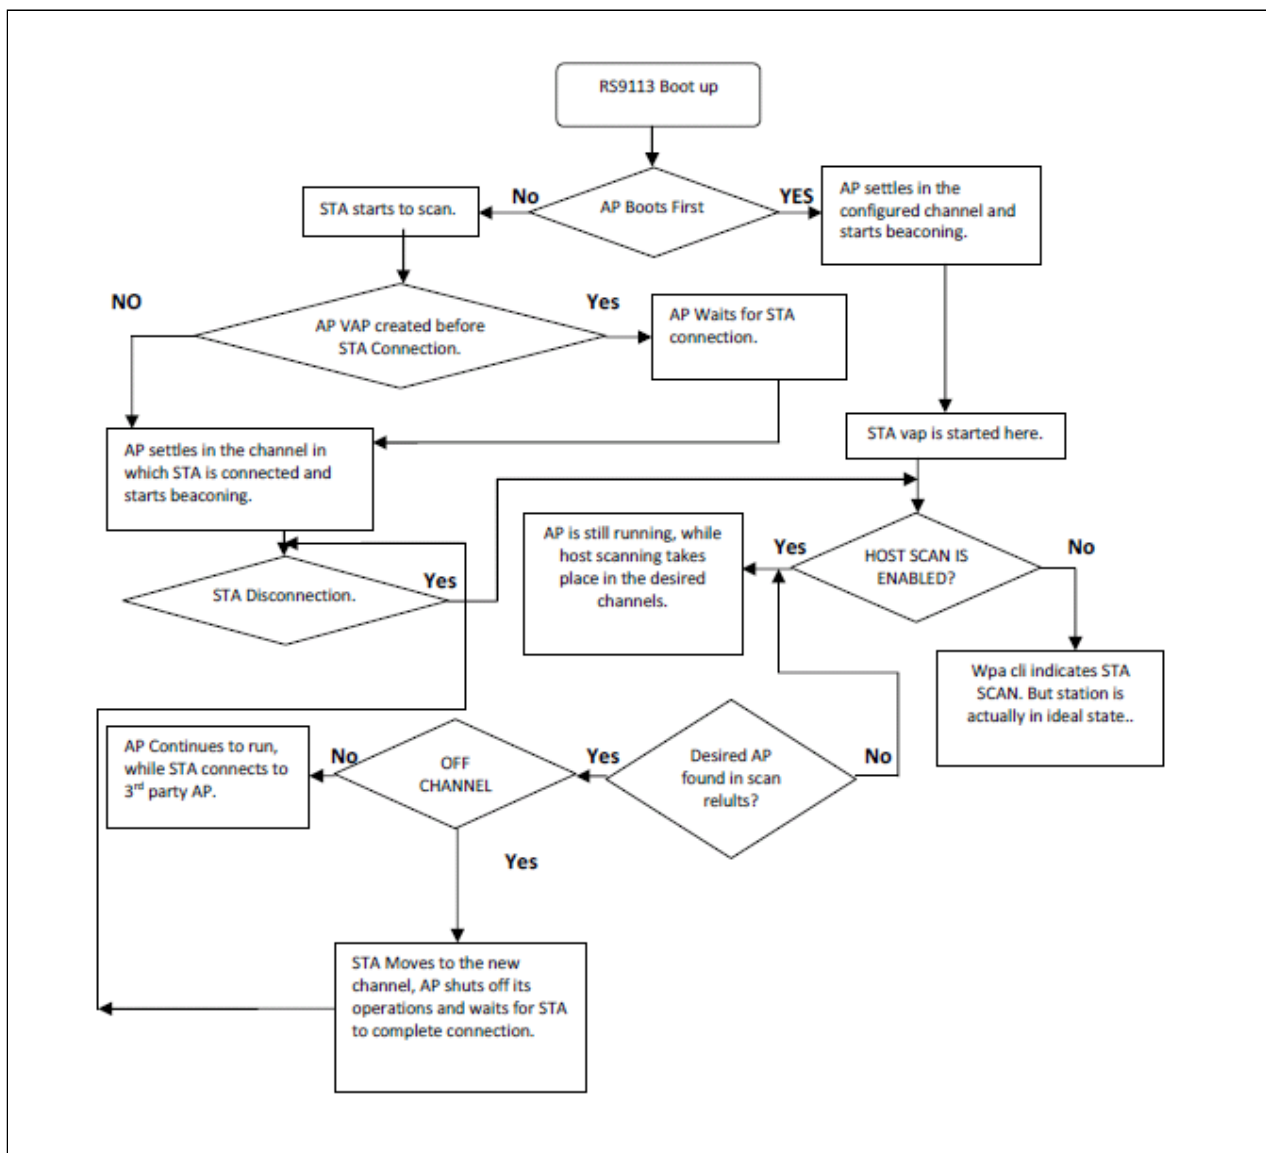 RS9113 Boot up
AP Boots First
No
YES
STA starts to scan.
AP settles in the
configured channel and
starts beaconing.
NO
Yes
AP VAP created before
STA Connection.
AP Waits for STA
connection.
STA vap is started here.
AP settles in the channel in
which STA is connected and
starts beaconing.
AP is still running, while
host scanning takes
place in the desired
channels.
Yes
HOST SCAN IS
ENABLED?
No
STA Disconnection.
Yes
Wpa cli indicates STA
SCAN. But station is
actually in ideal state..
AP Continues to run,
while STA connects to
3rd party AP.
No
OFF
CHANNEL
Yes
Desired AP
found in scan
relults?
No
Yes
STA Moves to the new
channel, AP shuts off its
operations and waits for STA
to complete connection.